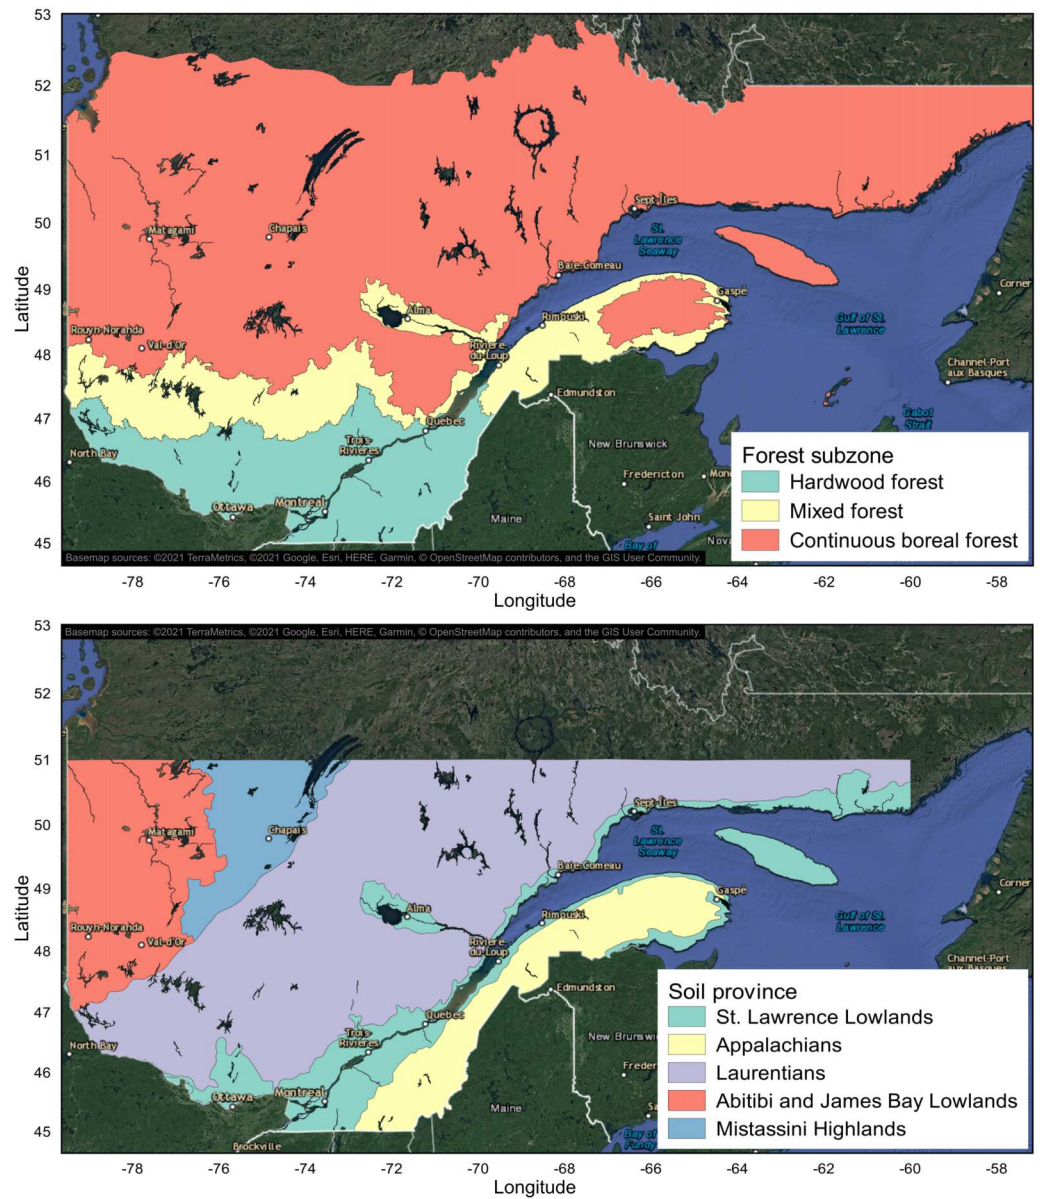 53
52
51
50
49
48
47
46
45
Latitude
Sept-Îles
St.
Lawrence
Seaway
Matagami
Chapais
Baie-Comeau
Corner
Gaspé
Alma
Rimouski
Gulf of St.
Lawrence
Rouyn-Noranda
Val-d'Or
Rivière-
du-Loup
Channel-Port
aux Basques
Edmundston
Cabot
Strait
Quebec
Trois-
Rivières
New Brunswick
North Bay
Fredericton
Mon
Ottawa
Montreal
Maine
Saint John
Nova
Bay of
Forest subzone
Hardwood forest
Mixed forest
Continuous boreal forest
Basemap sources: ©2021 TerraMetrics, ©2021 Google, Esri, HERE, Garmin, © OpenStreetMap contributors, and the GIS User Community.
-78 -76 -74 -72 -70 -68 -66 -64 -62 -60 -58
Longitude
53
52
51
50
49
48
47
46
45
Latitude
Basemap sources: ©2021 TerraMetrics, ©2021 Google, Esri, HERE, Garmin, © OpenStreetMap contributors, and the GIS User Community.
Sept-Îles
St.
Lawrence
Seaway
Matagami
Chapais
Baie-Comeau
Corner
Gaspé
Alma
Rimouski
Gulf of St.
Lawrence
Rouyn-Noranda
Val-d'Or
Rivière-
du-Loup
Channel-Port
aux Basques
Edmundston
Quebec
Trois-
Rivières
New Brunswi
North Bay
Freder
Ottawa
Montreal
Maine
Sa
Brockville
Bay of
Fundy
Soil province
St. Lawrence Lowlands
Appalachians
Laurentians
Abitibi and James Bay Lowlands
Mistassini Highlands
-78 -76 -74 -72 -70 -68 -66 -64 -62 -60 -58
Longitude